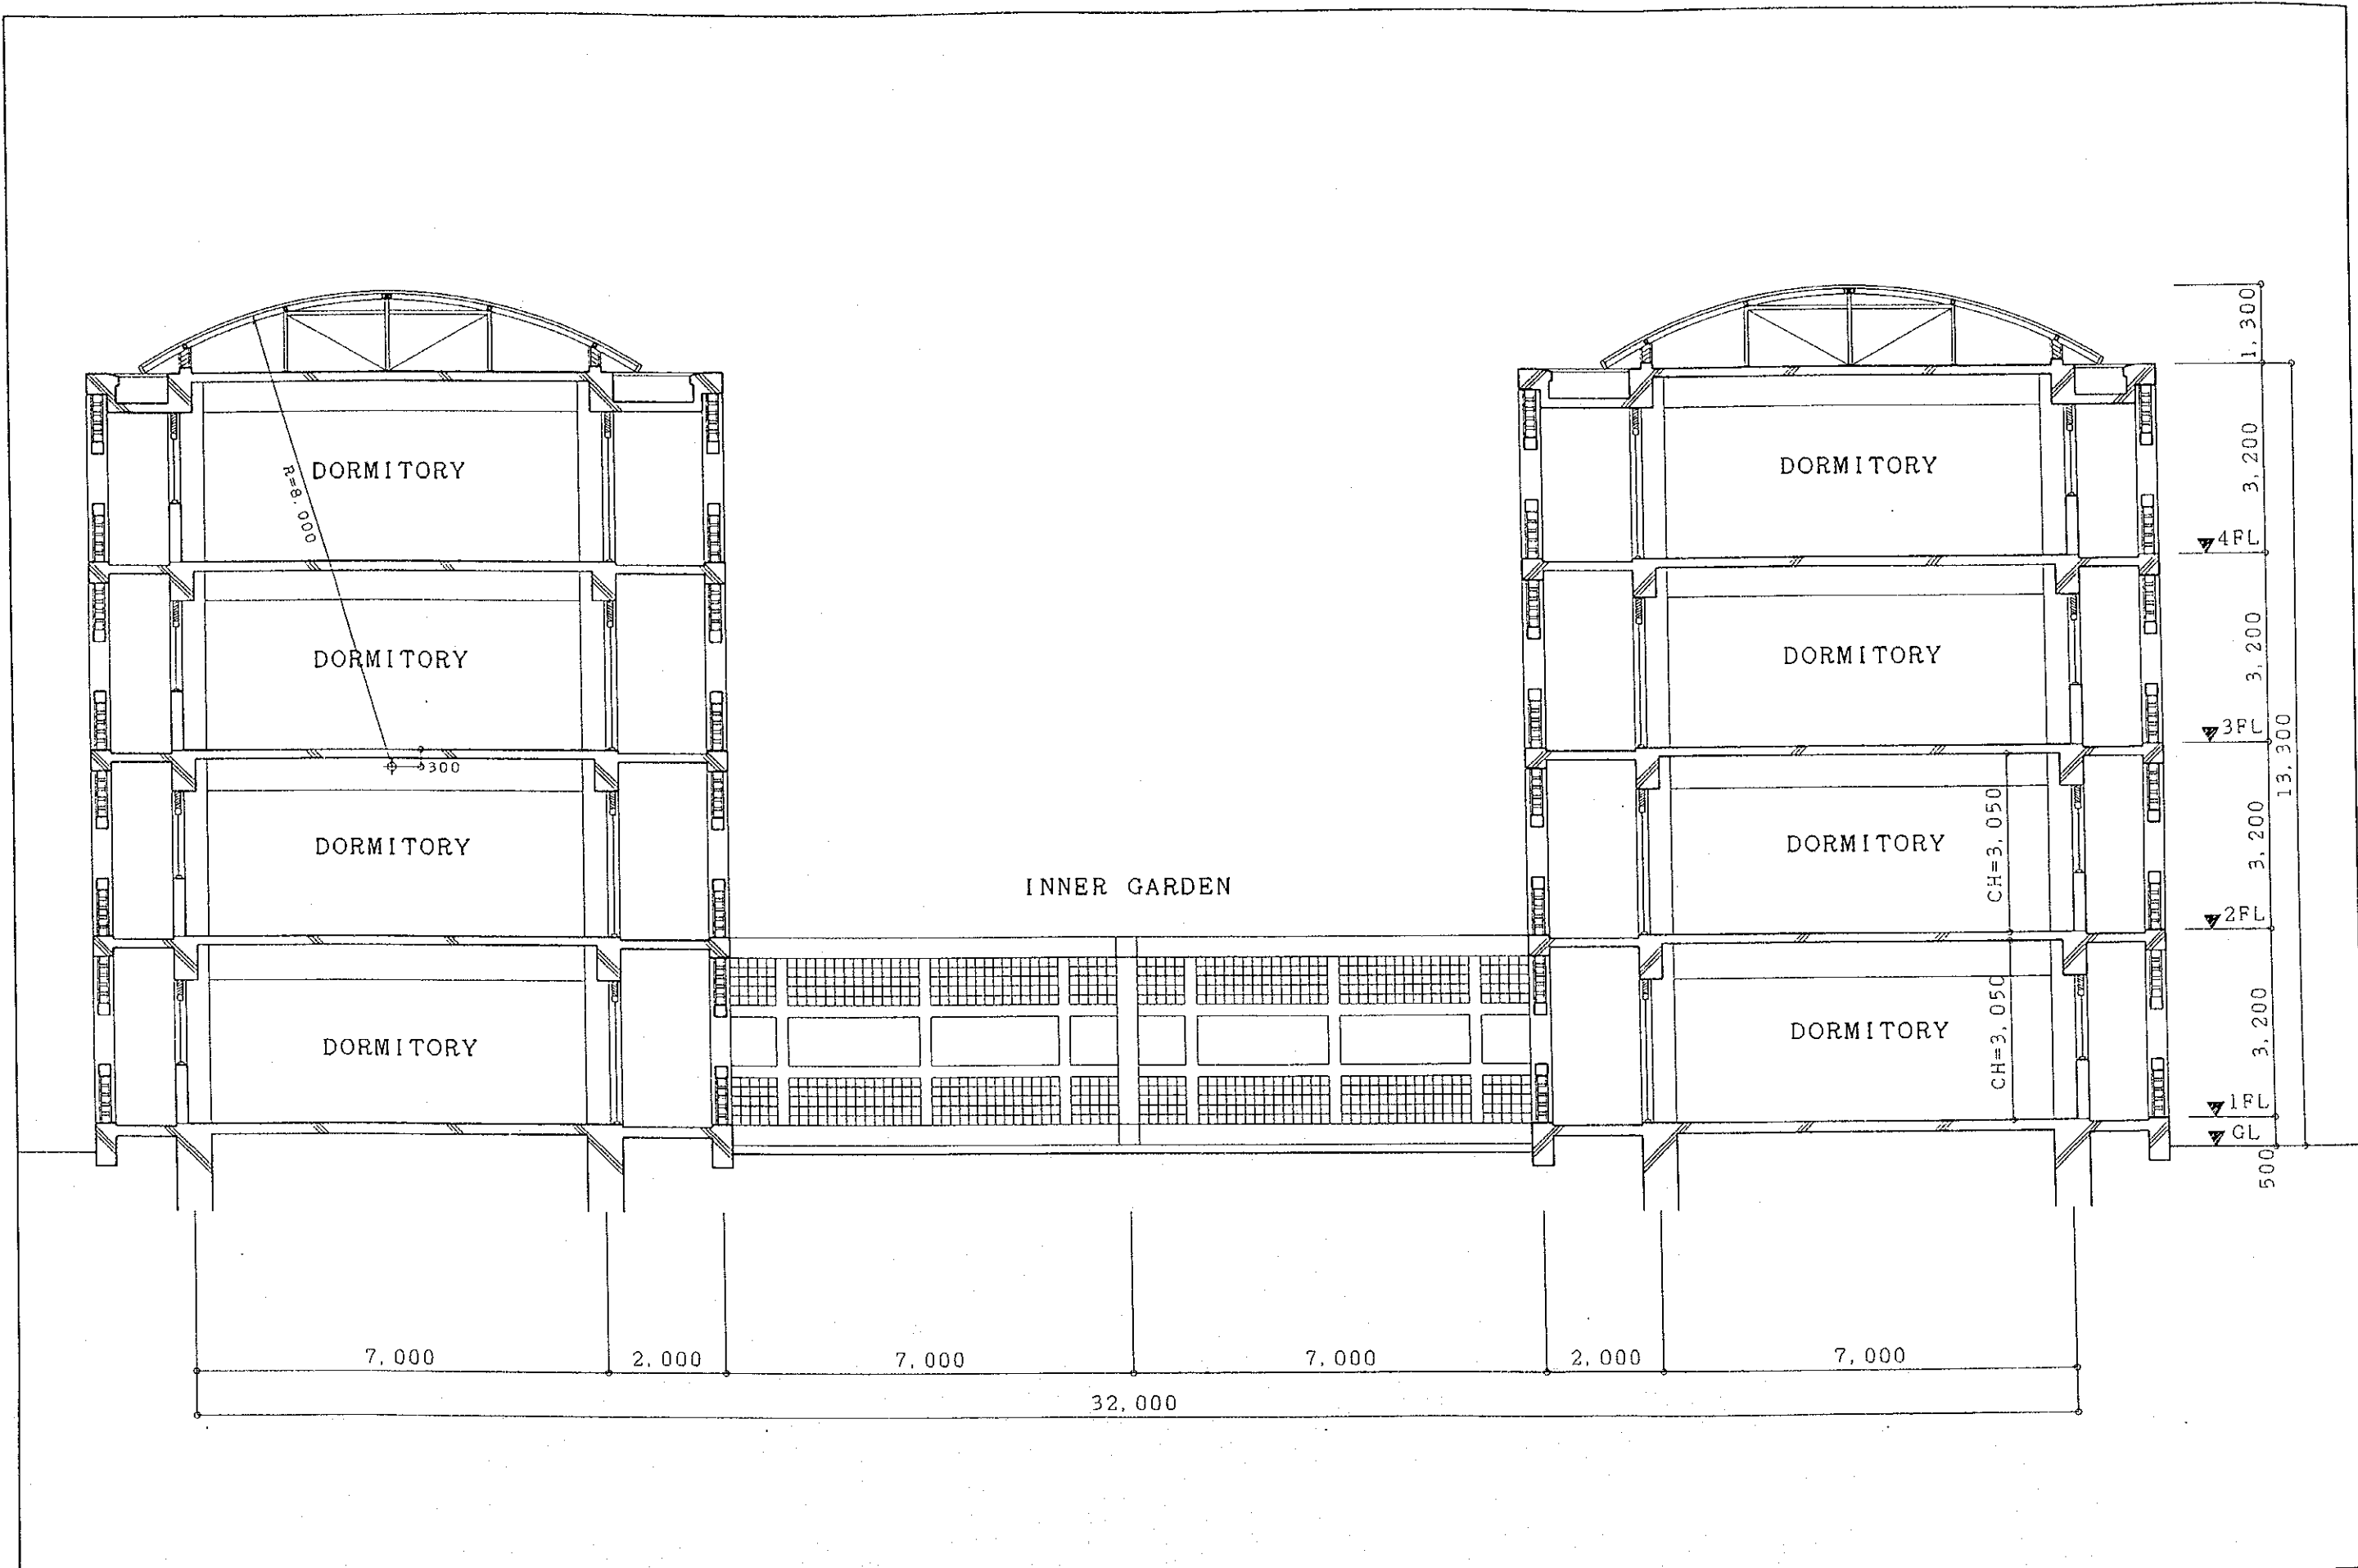 1,300
DORMITORY
DORMITORY
3,200
R=8.000
4FL
DORMITORY
DORMITORY
3,200
3FL
300
13,300
DORMITORY
DORMITORY
CH=3,050
3,200
INNER GARDEN
2FL
DORMITORY
DORMITORY
CH=3,050
3,200
1FL
GL
500
7,000
2,000
7,000
7,000
2,000
7,000
32,000